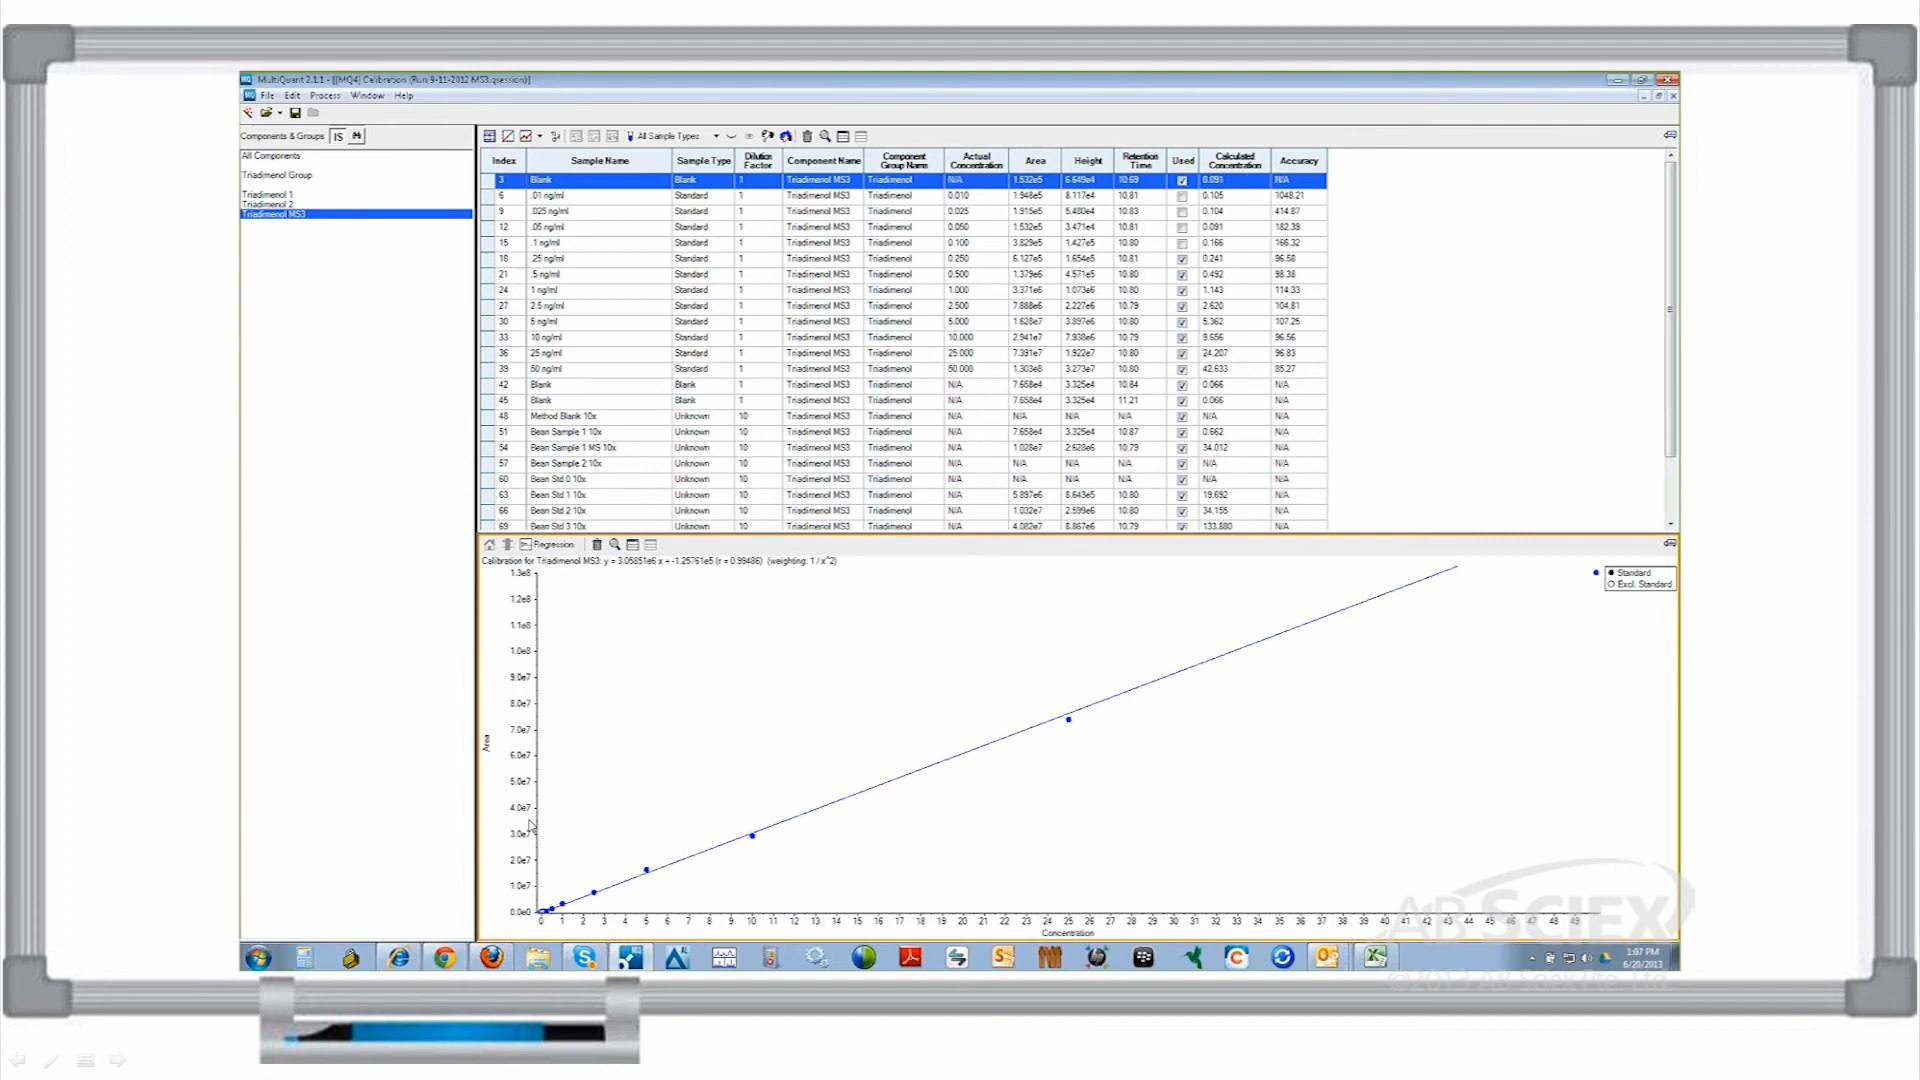 MultiQuant 2.1.1 - [[MQ4] Calibration (Run 9-11-2012 MS3.qsession)]
File Edit Process Window Help
Components & Groups IS
All Sample Types
All Components
Triadimenol Group
Triadimenol 1
Triadimenol 2
Triadimenol MS3
Index Sample Name Sample Type Dilution Factor Component Name Component Group Name Actual Concentration Area Height Retention Time Used Calculated Concentration Accuracy
3 Blank Blank 1 Triadimenol MS3 Triadimenol N/A 1.532e5 6.649e4 10.69 0.091 N/A
6 .01 ng/ml Standard 1 Triadimenol MS3 Triadimenol 0.010 1.948e5 8.117e4 10.81 0.105 1048.21
9 .025 ng/ml Standard 1 Triadimenol MS3 Triadimenol 0.025 1.915e5 5.480e4 10.83 0.104 414.87
12 .05 ng/ml Standard 1 Triadimenol MS3 Triadimenol 0.050 1.532e5 3.471e4 10.81 0.091 182.39
15 .1 ng/ml Standard 1 Triadimenol MS3 Triadimenol 0.100 3.829e5 1.427e5 10.80 0.166 166.32
18 .25 ng/ml Standard 1 Triadimenol MS3 Triadimenol 0.250 6.127e5 1.654e5 10.81 0.241 96.58
21 .5 ng/ml Standard 1 Triadimenol MS3 Triadimenol 0.500 1.379e6 4.571e5 10.80 0.492 98.38
24 1 ng/ml Standard 1 Triadimenol MS3 Triadimenol 1.000 3.371e6 1.073e6 10.80 1.143 114.33
27 2.5 ng/ml Standard 1 Triadimenol MS3 Triadimenol 2.500 7.888e6 2.227e6 10.79 2.620 104.81
30 5 ng/ml Standard 1 Triadimenol MS3 Triadimenol 5.000 1.628e7 3.897e6 10.80 5.362 107.25
33 10 ng/ml Standard 1 Triadimenol MS3 Triadimenol 10.000 2.941e7 7.938e6 10.79 9.656 96.56
36 25 ng/ml Standard 1 Triadimenol MS3 Triadimenol 25.000 7.391e7 1.922e7 10.80 24.207 96.83
39 50 ng/ml Standard 1 Triadimenol MS3 Triadimenol 50.000 1.303e8 3.273e7 10.80 42.633 85.27
42 Blank Blank 1 Triadimenol MS3 Triadimenol N/A 7.658e4 3.325e4 10.84 0.066 N/A
45 Blank Blank 1 Triadimenol MS3 Triadimenol N/A 7.658e4 3.325e4 11.21 0.066 N/A
48 Method Blank 10x Unknown 10 Triadimenol MS3 Triadimenol N/A N/A N/A N/A N/A N/A
51 Bean Sample 1 10x Unknown 10 Triadimenol MS3 Triadimenol N/A 7.658e4 3.325e4 10.87 0.662 N/A
54 Bean Sample 1 MS 10x Unknown 10 Triadimenol MS3 Triadimenol N/A 1.028e7 2.628e6 10.79 34.012 N/A
57 Bean Sample 2 10x Unknown 10 Triadimenol MS3 Triadimenol N/A N/A N/A N/A N/A N/A
60 Bean Std 0 10x Unknown 10 Triadimenol MS3 Triadimenol N/A N/A N/A N/A N/A N/A
63 Bean Std 1 10x Unknown 10 Triadimenol MS3 Triadimenol N/A 5.897e6 8.643e5 10.80 19.692 N/A
66 Bean Std 2 10x Unknown 10 Triadimenol MS3 Triadimenol N/A 1.032e7 2.599e6 10.80 34.155 N/A
69 Bean Std 3 10x Unknown 10 Triadimenol MS3 Triadimenol N/A 4.082e7 8.867e6 10.79 133.880 N/A
Regression
Calibration for Triadimenol MS3: y = 3.05851e6 x + -1.25761e5 (r = 0.99486) (weighting: 1 / x^2)
Standard
Excl. Standard
1.3e8
1.2e8
1.1e8
1.0e8
9.0e7
8.0e7
7.0e7
6.0e7
5.0e7
4.0e7
3.0e7
2.0e7
1.0e7
0.0e0
Area
0 1 2 3 4 5 6 7 8 9 10 11 12 13 14 15 16 17 18 19 20 21 22 23 24 25 26 27 28 29 30 31 32 33 34 35 36 37 38 39 40 41 42 43 44 45 46 47 48 49
Concentration
AB SCIEX
1:07 PM
6/20/2013
©2013 AB Sciex Pte. Ltd.